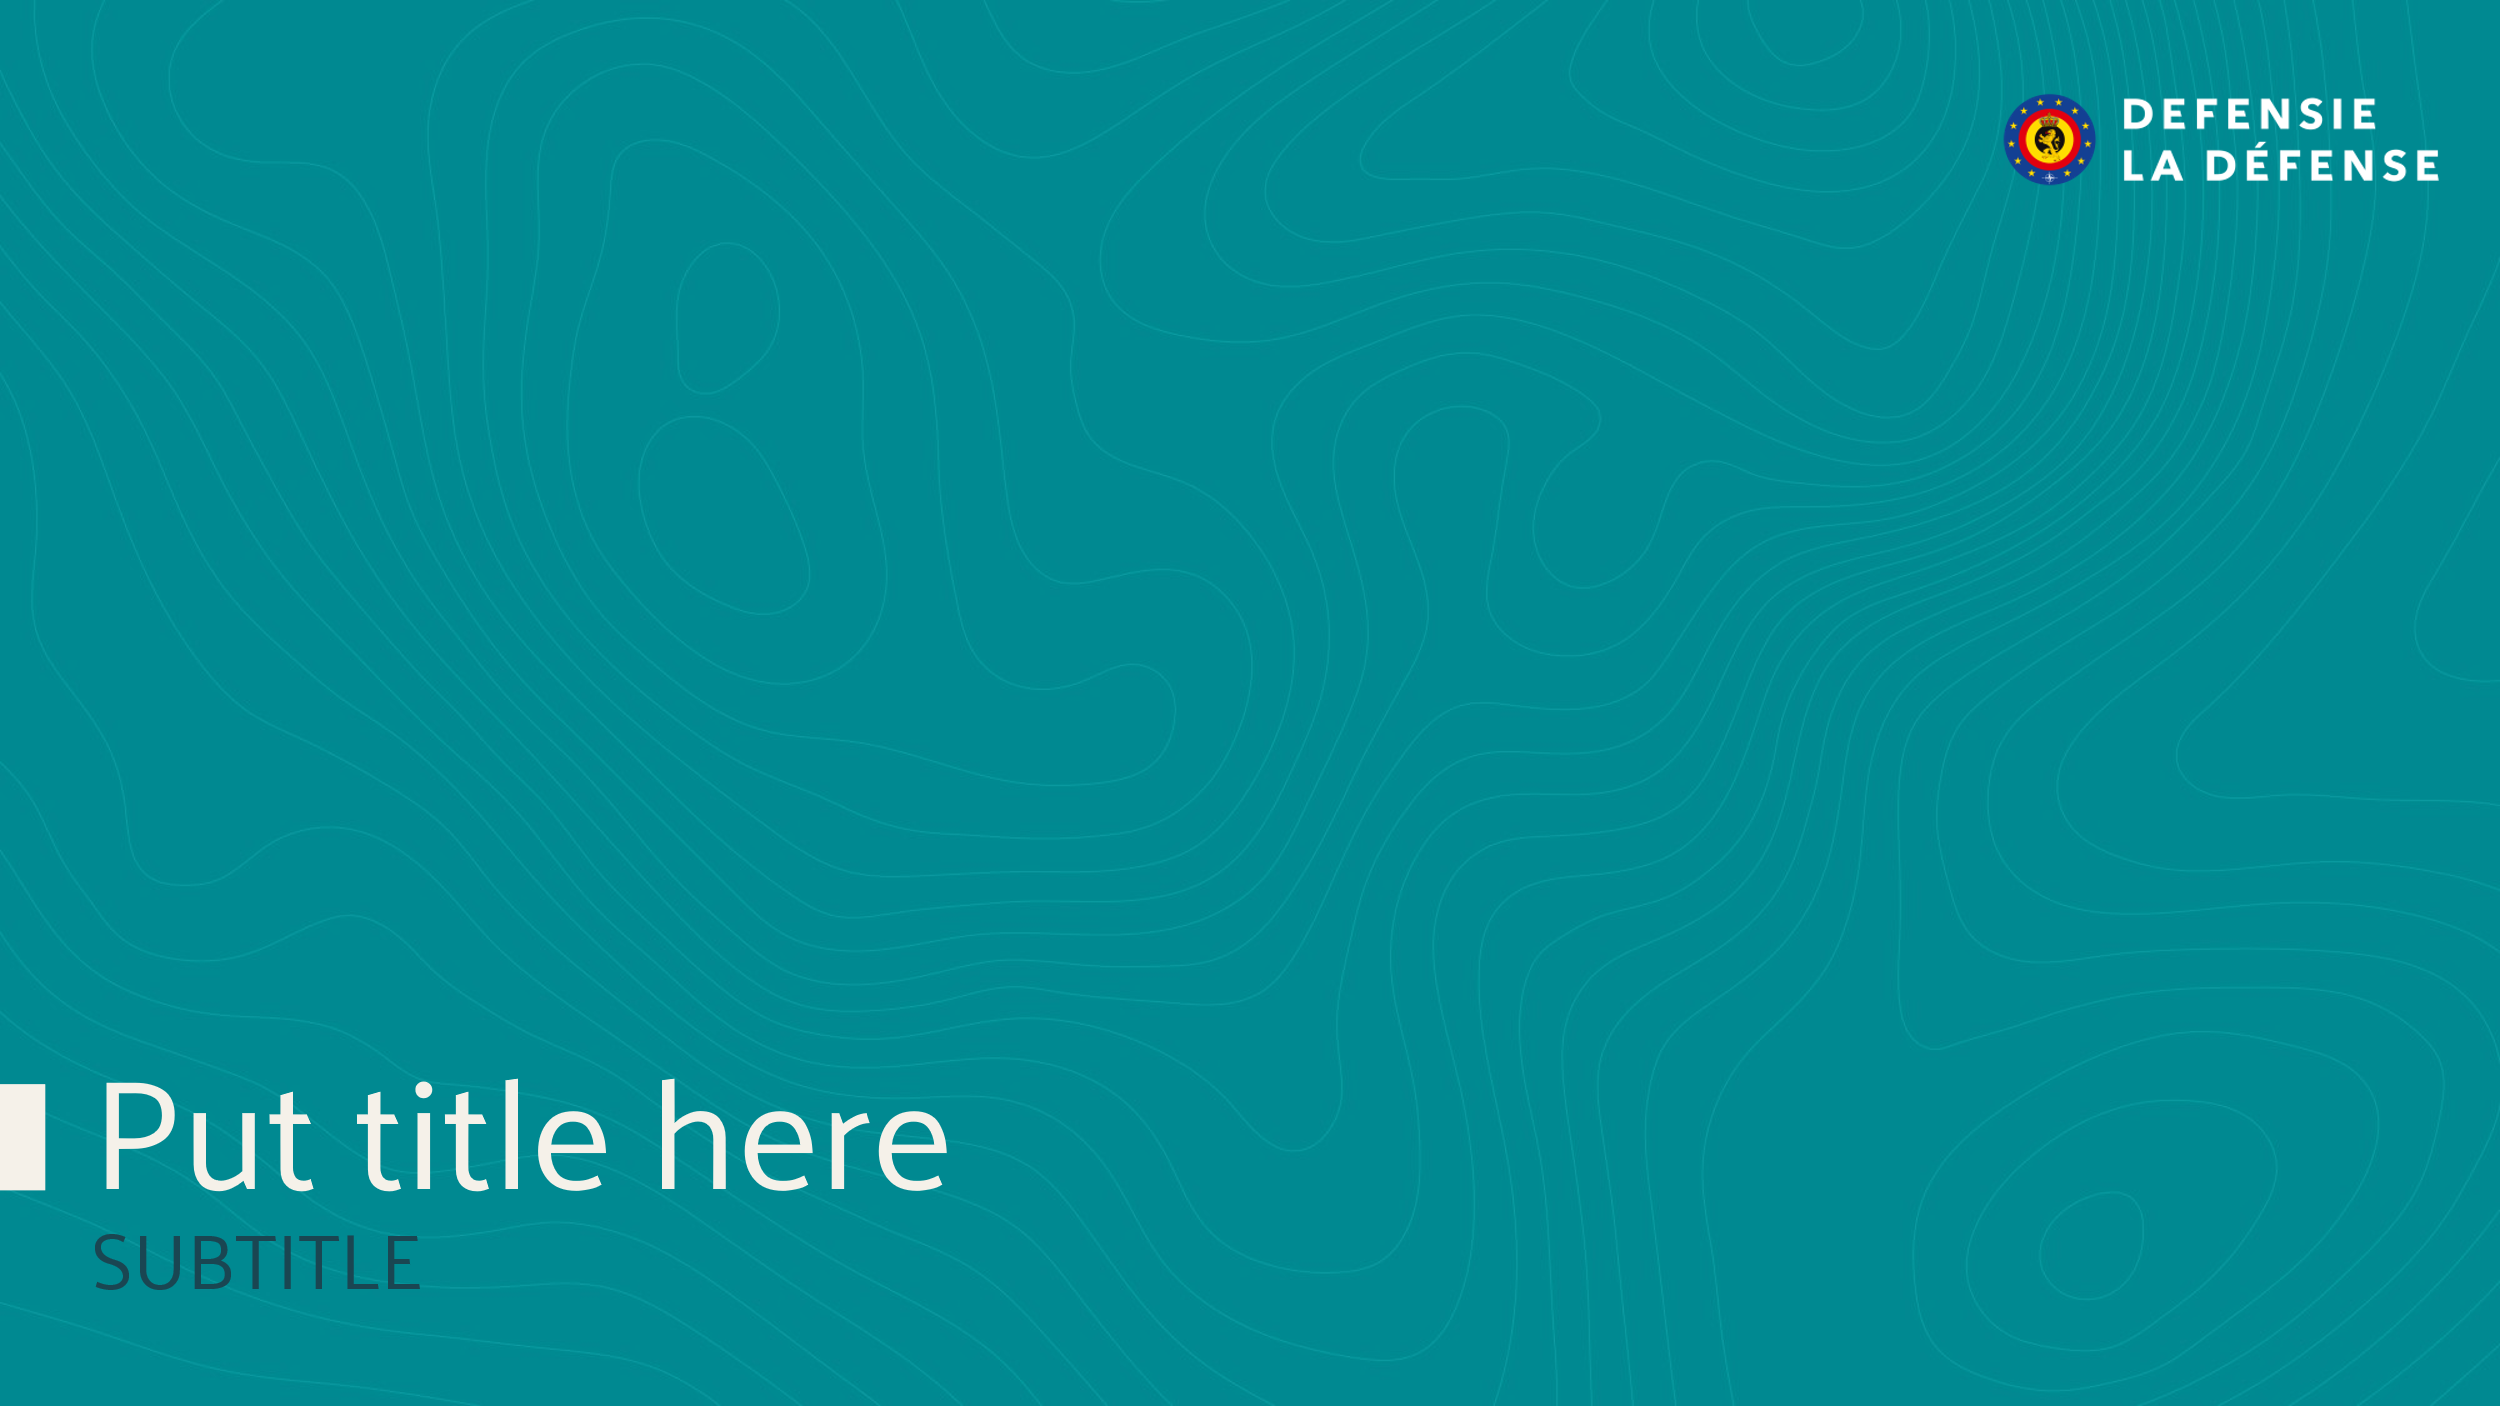 DEFENSIE
LA DÉFENSE
Put title here
SUBTITLE